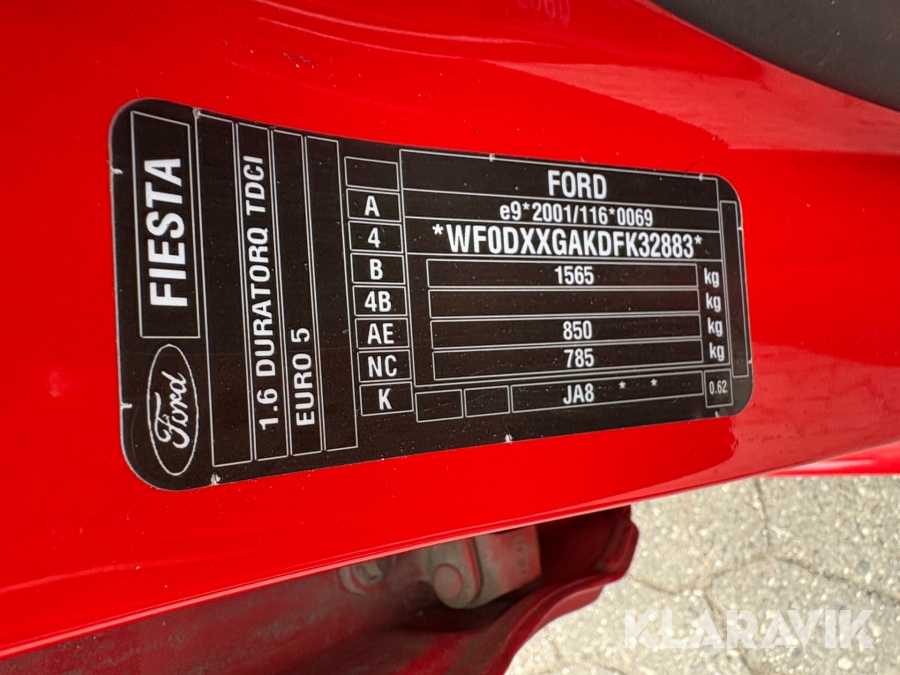 FORD
e9*2001/116*0069
*WF0DXXGAKDFK32883*
A
4
B 1565 kg
4B kg
AE 850 kg
NC 785 kg
K JA8 * * 0.62
FIESTA
1.6 DURATORQ TDCI
EURO 5
Ford
KLARAVIK